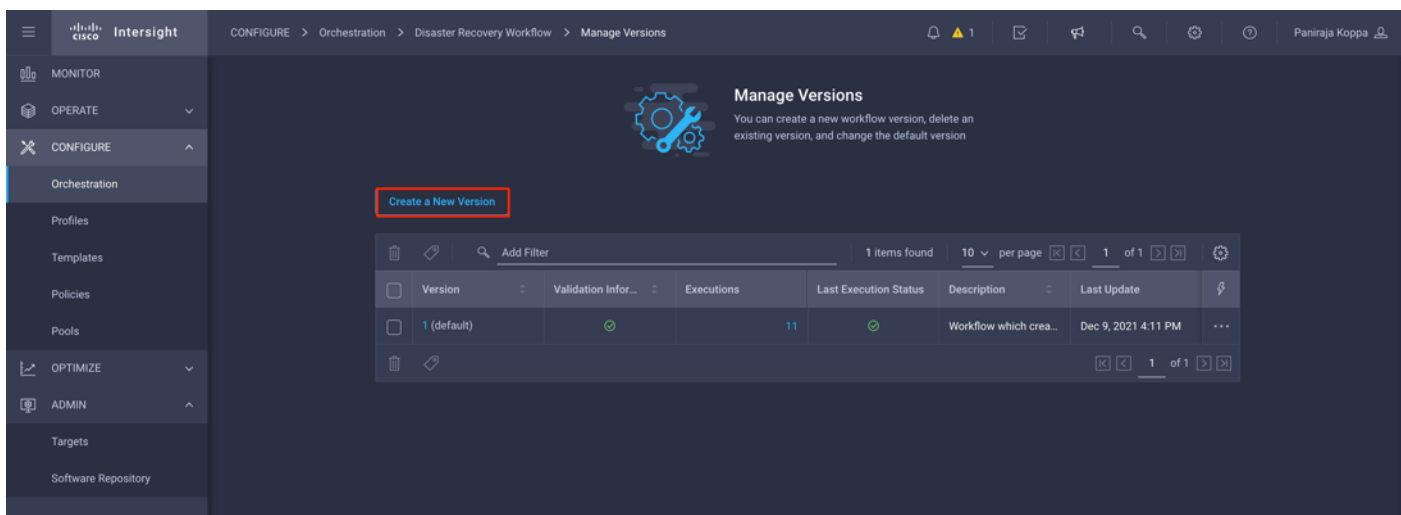 cisco Intersight
CONFIGURE > Orchestration > Disaster Recovery Workflow > Manage Versions
1
Paniraja Koppa
MONITOR
OPERATE
CONFIGURE
Orchestration
Profiles
Templates
Policies
Pools
OPTIMIZE
ADMIN
Targets
Software Repository
Manage Versions
You can create a new workflow version, delete an
existing version, and change the default version
Create a New Version
Add Filter 1 items found 10 per page 1 of 1
Version Validation Infor... Executions Last Execution Status Description Last Update
1 (default) 11 Workflow which crea... Dec 9, 2021 4:11 PM ...
1 of 1